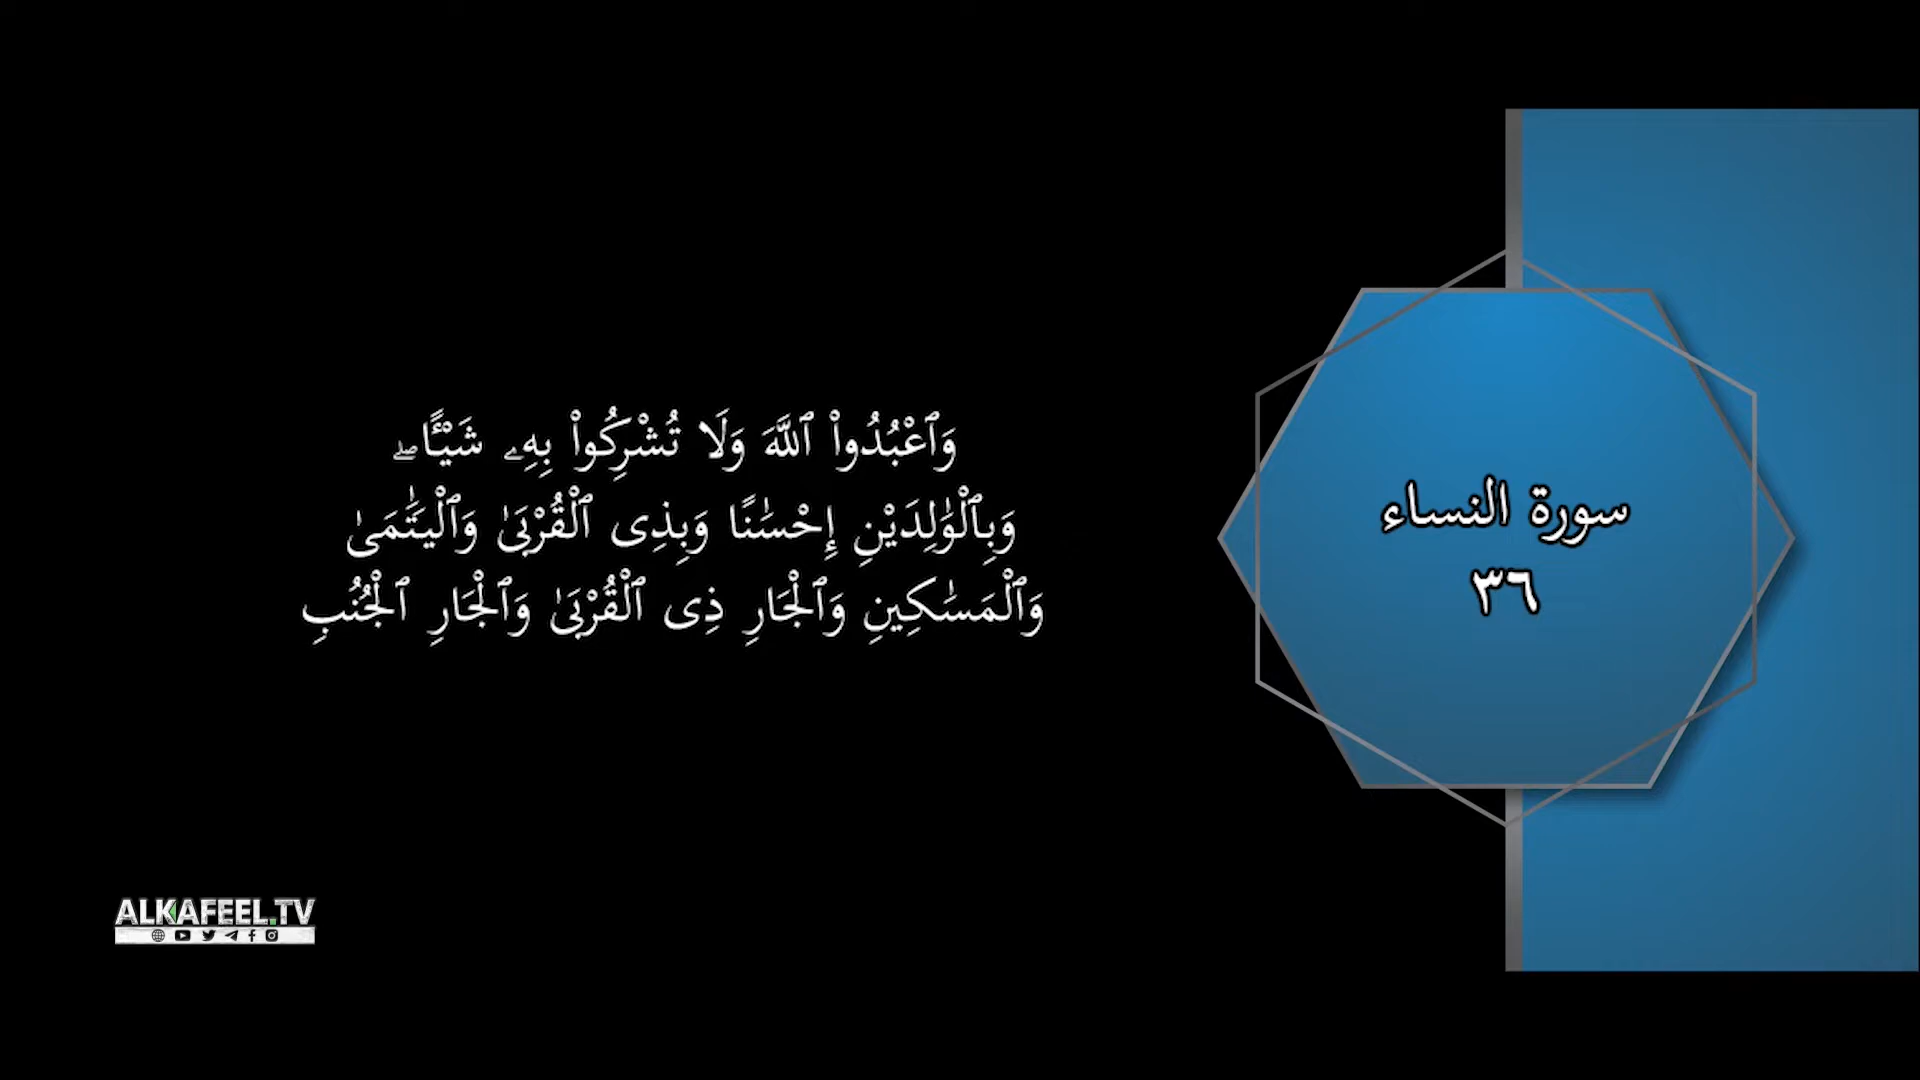 وَٱعْبُدُوا۟ ٱللَّهَ وَلَا تُشْرِكُوا۟ بِهِۦ شَيْـًٔا ۖ
وَبِٱلْوَٰلِدَيْنِ إِحْسَٰنًا وَبِذِى ٱلْقُرْبَىٰ وَٱلْيَتَٰمَىٰ
وَٱلْمَسَٰكِينِ وَٱلْجَارِ ذِى ٱلْقُرْبَىٰ وَٱلْجَارِ ٱلْجُنُبِ
سورة النساء
٣٦
ALKAFEEL.TV